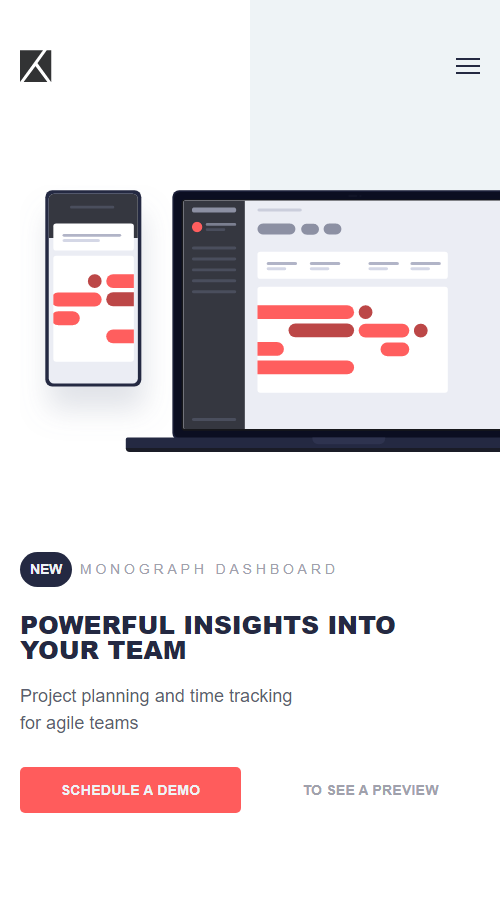 NEW
MONOGRAPH DASHBOARD
POWERFUL INSIGHTS INTO
YOUR TEAM
Project planning and time tracking
for agile teams
SCHEDULE A DEMO
TO SEE A PREVIEW